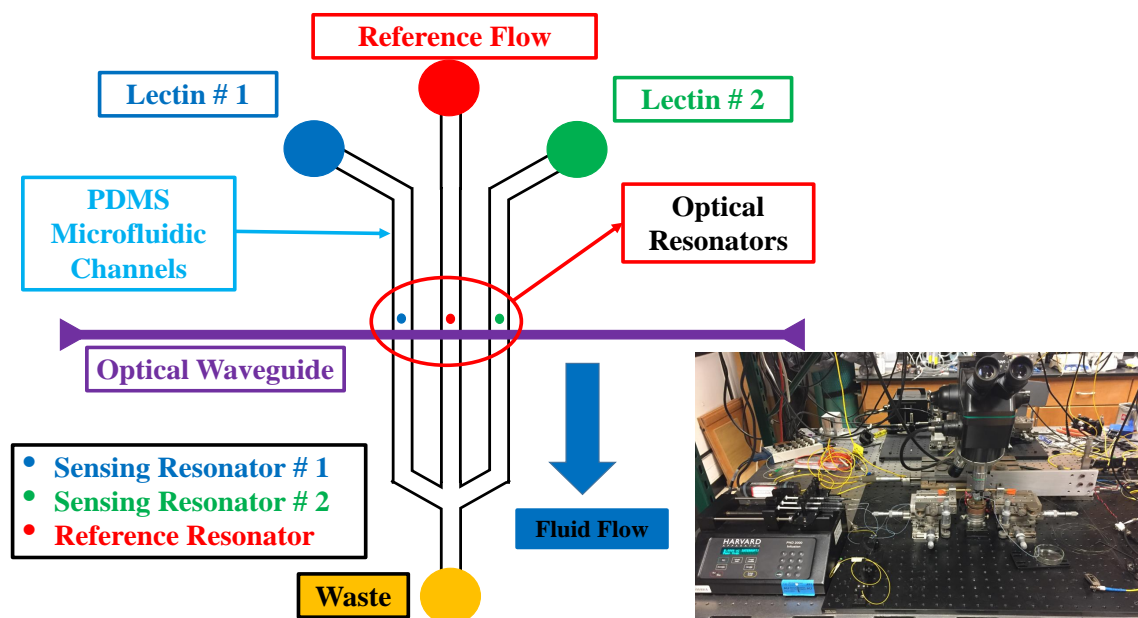 Reference Flow
Lectin # 1
Lectin # 2
PDMS
Microfluidic
Channels
Optical
Resonators
Optical Waveguide
• Sensing Resonator # 1
• Sensing Resonator # 2
• Reference Resonator
Fluid Flow
Waste
HARVARD
APPARATUS